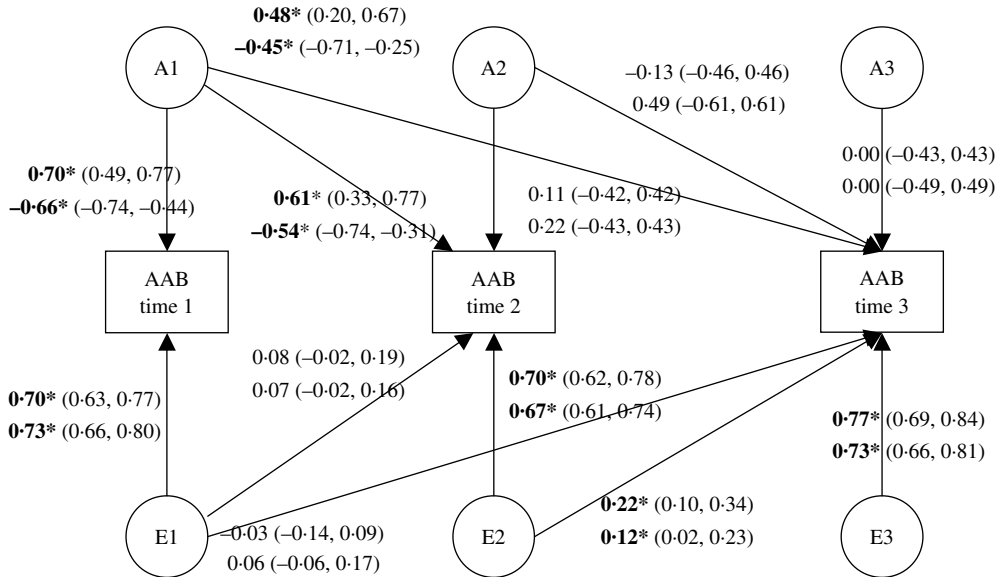 0·48* (0·20, 0·67)
–0·45* (–0·71, –0·25)
A1
A2
A3
–0·13 (–0·46, 0·46)
0·49 (–0·61, 0·61)
0·00 (–0·43, 0·43)
0·00 (–0·49, 0·49)
0·70* (0·49, 0·77)
–0·66* (–0·74, –0·44)
0·61* (0·33, 0·77)
–0·54* (–0·74, –0·31)
0·11 (–0·42, 0·42)
0·22 (–0·43, 0·43)
AAB
time 1
AAB
time 2
AAB
time 3
0·08 (–0·02, 0·19)
0·07 (–0·02, 0·16)
0·70* (0·63, 0·77)
0·73* (0·66, 0·80)
0·70* (0·62, 0·78)
0·67* (0·61, 0·74)
0·77* (0·69, 0·84)
0·73* (0·66, 0·81)
E1
–0·03 (–0·14, 0·09)
0·06 (–0·06, 0·17)
E2
0·22* (0·10, 0·34)
0·12* (0·02, 0·23)
E3